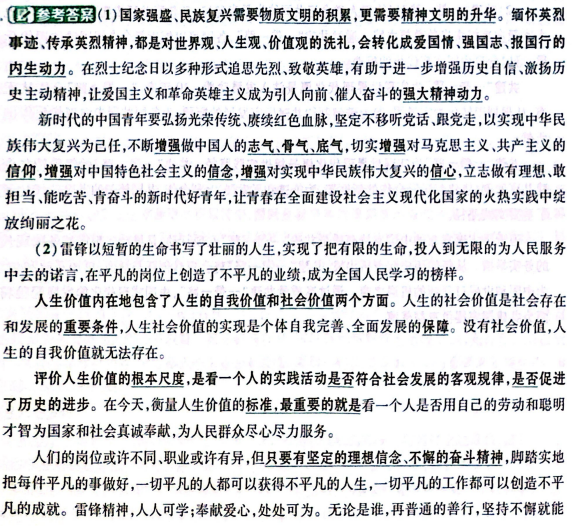 参考答案 (1)国家强盛、民族复兴需要物质文明的积累,更需要精神文明的升华。缅怀英烈
事迹、传承英烈精神,都是对世界观、人生观、价值观的洗礼,会转化成爱国情、强国志、报国行的
内生动力。在烈士纪念日以多种形式追思先烈、致敬英雄,有助于进一步增强历史自信、激扬历
史主动精神,让爱国主义和革命英雄主义成为引人向前、催人奋斗的强大精神动力。
新时代的中国青年要弘扬光荣传统、赓续红色血脉,坚定不移听党话、跟党走,以实现中华民
族伟大复兴为己任,不断增强做中国人的志气、骨气、底气,切实增强对马克思主义、共产主义的
信仰,增强对中国特色社会主义的信念,增强对实现中华民族伟大复兴的信心,立志做有理想、敢
担当、能吃苦、肯奋斗的新时代好青年,让青春在全面建设社会主义现代化国家的火热实践中绽
放绚丽之花。
(2)雷锋以短暂的生命书写了壮丽的人生,实现了把有限的生命,投入到无限的为人民服务
中去的诺言,在平凡的岗位上创造了不平凡的业绩,成为全国人民学习的榜样。
人生价值内在地包含了人生的自我价值和社会价值两个方面。人生的社会价值是社会存在
和发展的重要条件,人生社会价值的实现是个体自我完善、全面发展的保障。没有社会价值,人
生的自我价值就无法存在。
评价人生价值的根本尺度,是看一个人的实践活动是否符合社会发展的客观规律,是否促进
了历史的进步。在今天,衡量人生价值的标准,最重要的就是看一个人是否用自己的劳动和聪明
才智为国家和社会真诚奉献,为人民群众尽心尽力服务。
人们的岗位或许不同、职业或许有异,但只要有坚定的理想信念、不懈的奋斗精神,脚踏实地
把每件平凡的事做好,一切平凡的人都可以获得不平凡的人生,一切平凡的工作都可以创造不平
凡的成就。雷锋精神,人人可学;奉献爱心,处处可为。无论是谁,再普通的善行,坚持不懈就能